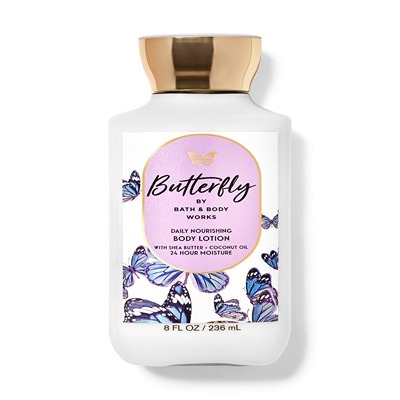 Butterfly
BY
BATH & BODY
WORKS
DAILY NOURISHING
BODY LOTION
WITH SHEA BUTTER + COCONUT OIL
24 HOUR MOISTURE
8 FL OZ / 236 mL